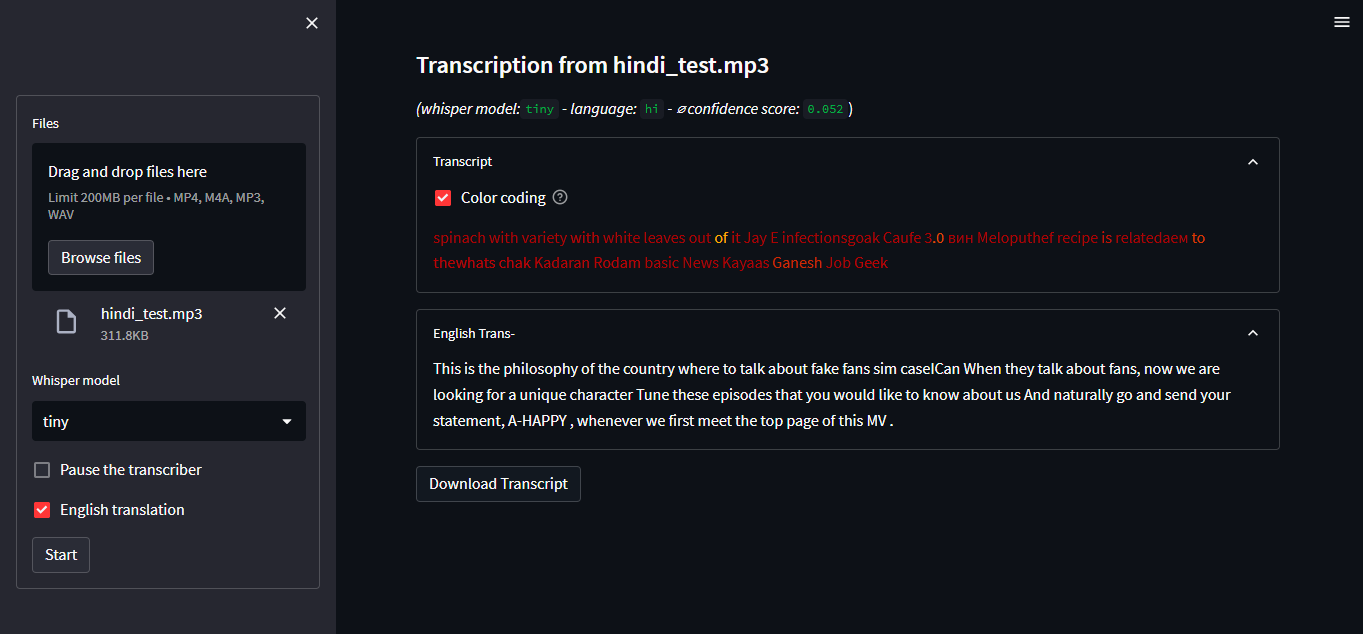 Files
Drag and drop files here
Limit 200MB per file • MP4, M4A, MP3,
WAV
Browse files
hindi_test.mp3
311.8KB
Whisper model
tiny
Pause the transcriber
English translation
Start
Transcription from hindi_test.mp3
(whisper model: tiny - language: hi - ⌀confidence score: 0.052 )
Transcript
Color coding
spinach with variety with white leaves out of it Jay E infectionsgoak Caufe 3.0 вин Meloputhef recipe is relatedаем to
thewhats chak Kadaran Rodam basic News Kayaas Ganesh Job Geek
English Trans-
This is the philosophy of the country where to talk about fake fans sim caseICan When they talk about fans, now we are
looking for a unique character Tune these episodes that you would like to know about us And naturally go and send your
statement, A-HAPPY , whenever we first meet the top page of this MV .
Download Transcript